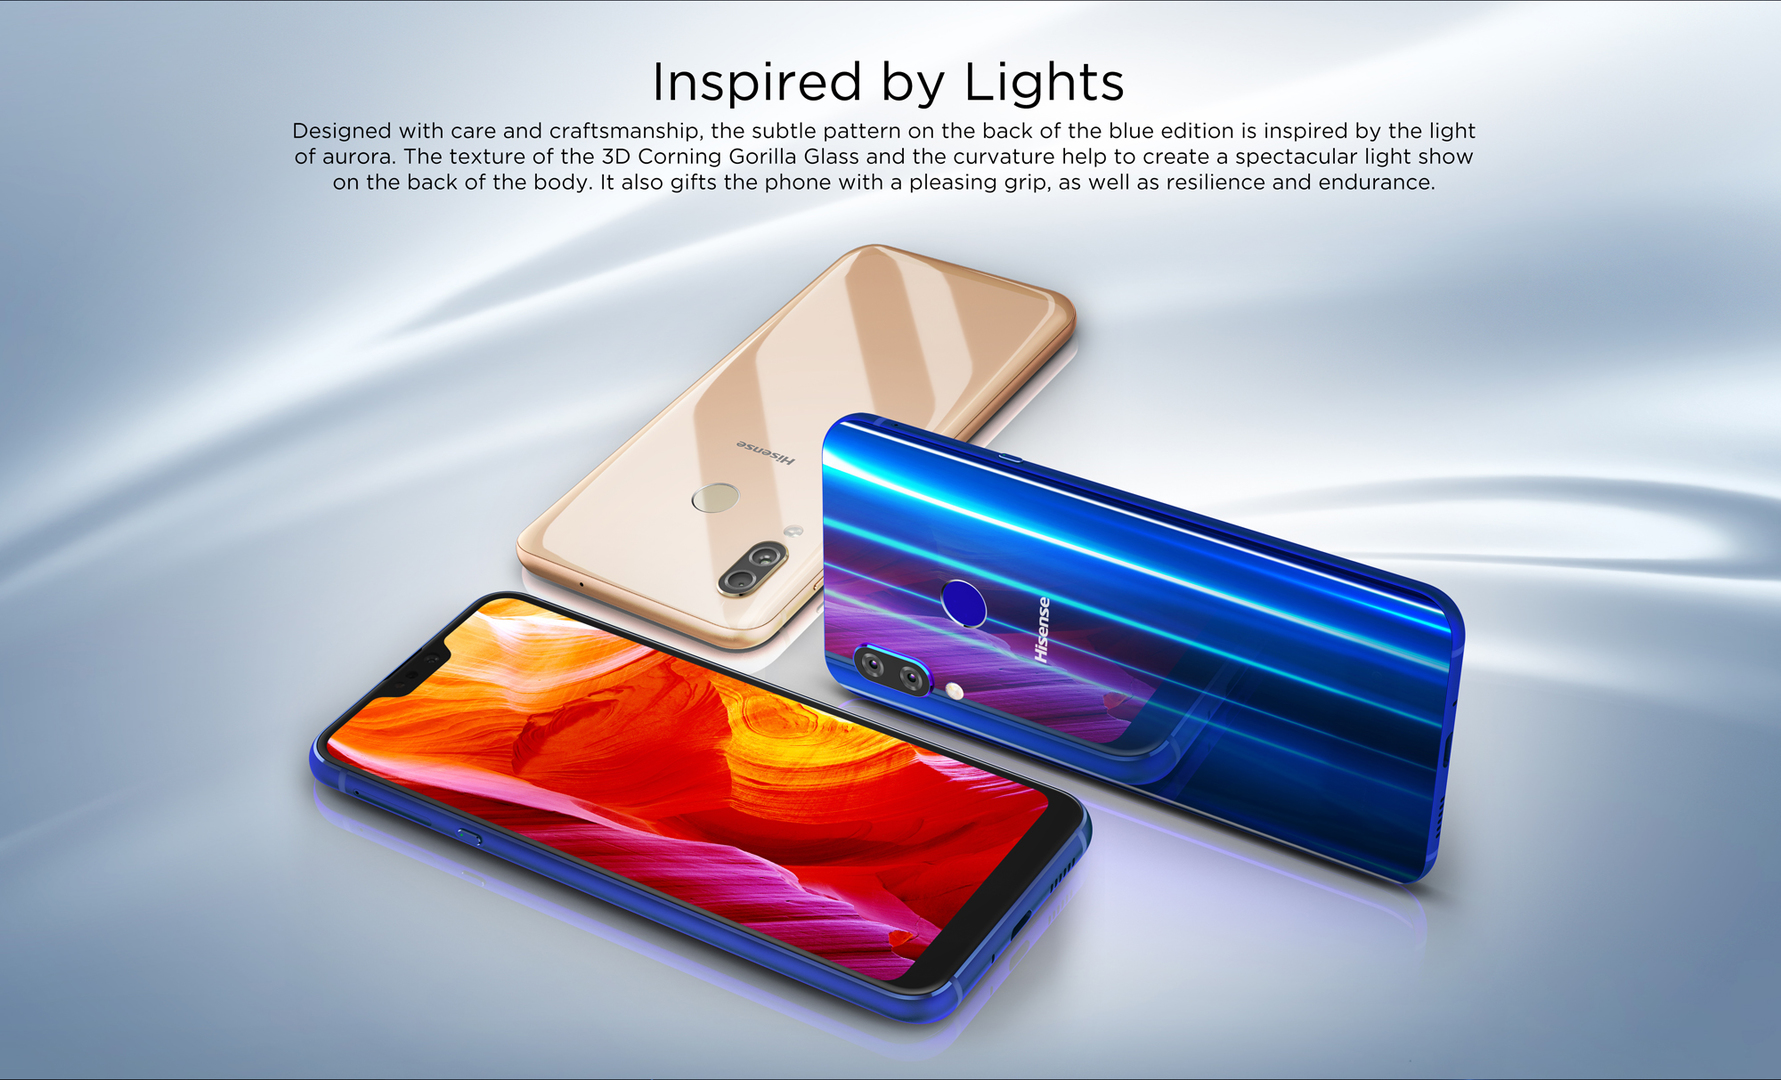 Inspired by Lights
Designed with care and craftsmanship, the subtle pattern on the back of the blue edition is inspired by the light
of aurora. The texture of the 3D Corning Gorilla Glass and the curvature help to create a spectacular light show
on the back of the body. It also gifts the phone with a pleasing grip, as well as resilience and endurance.
Hisense
Hisense